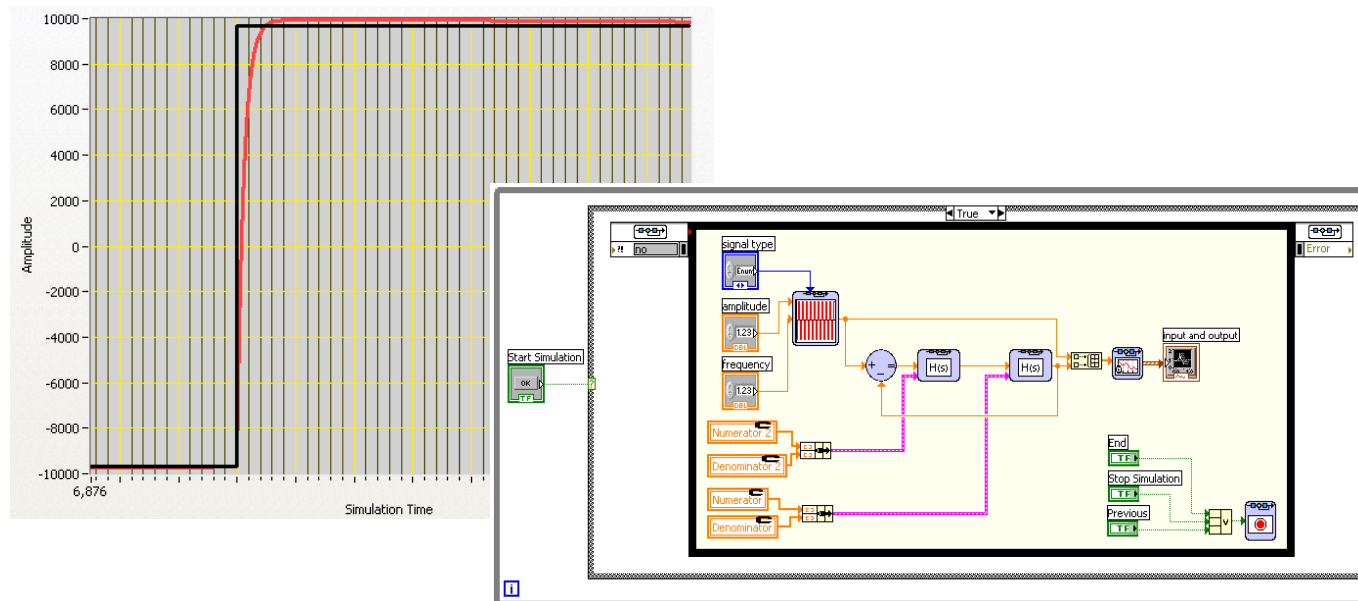 10000
8000
6000
4000
2000
0
-2000
-4000
-6000
-8000
-10000
Amplitude
6,876
Simulation Time
True
?!
no
Error
signal type
Enum
amplitude
1.23
DBL
frequency
1.23
DBL
Start Simulation
OK
TF
?
+
−
H(s)
H(s)
input and output
Numerator 2
Denominator 2
Numerator
Denominator
End
TF
Stop Simulation
TF
Previous
TF
V
i